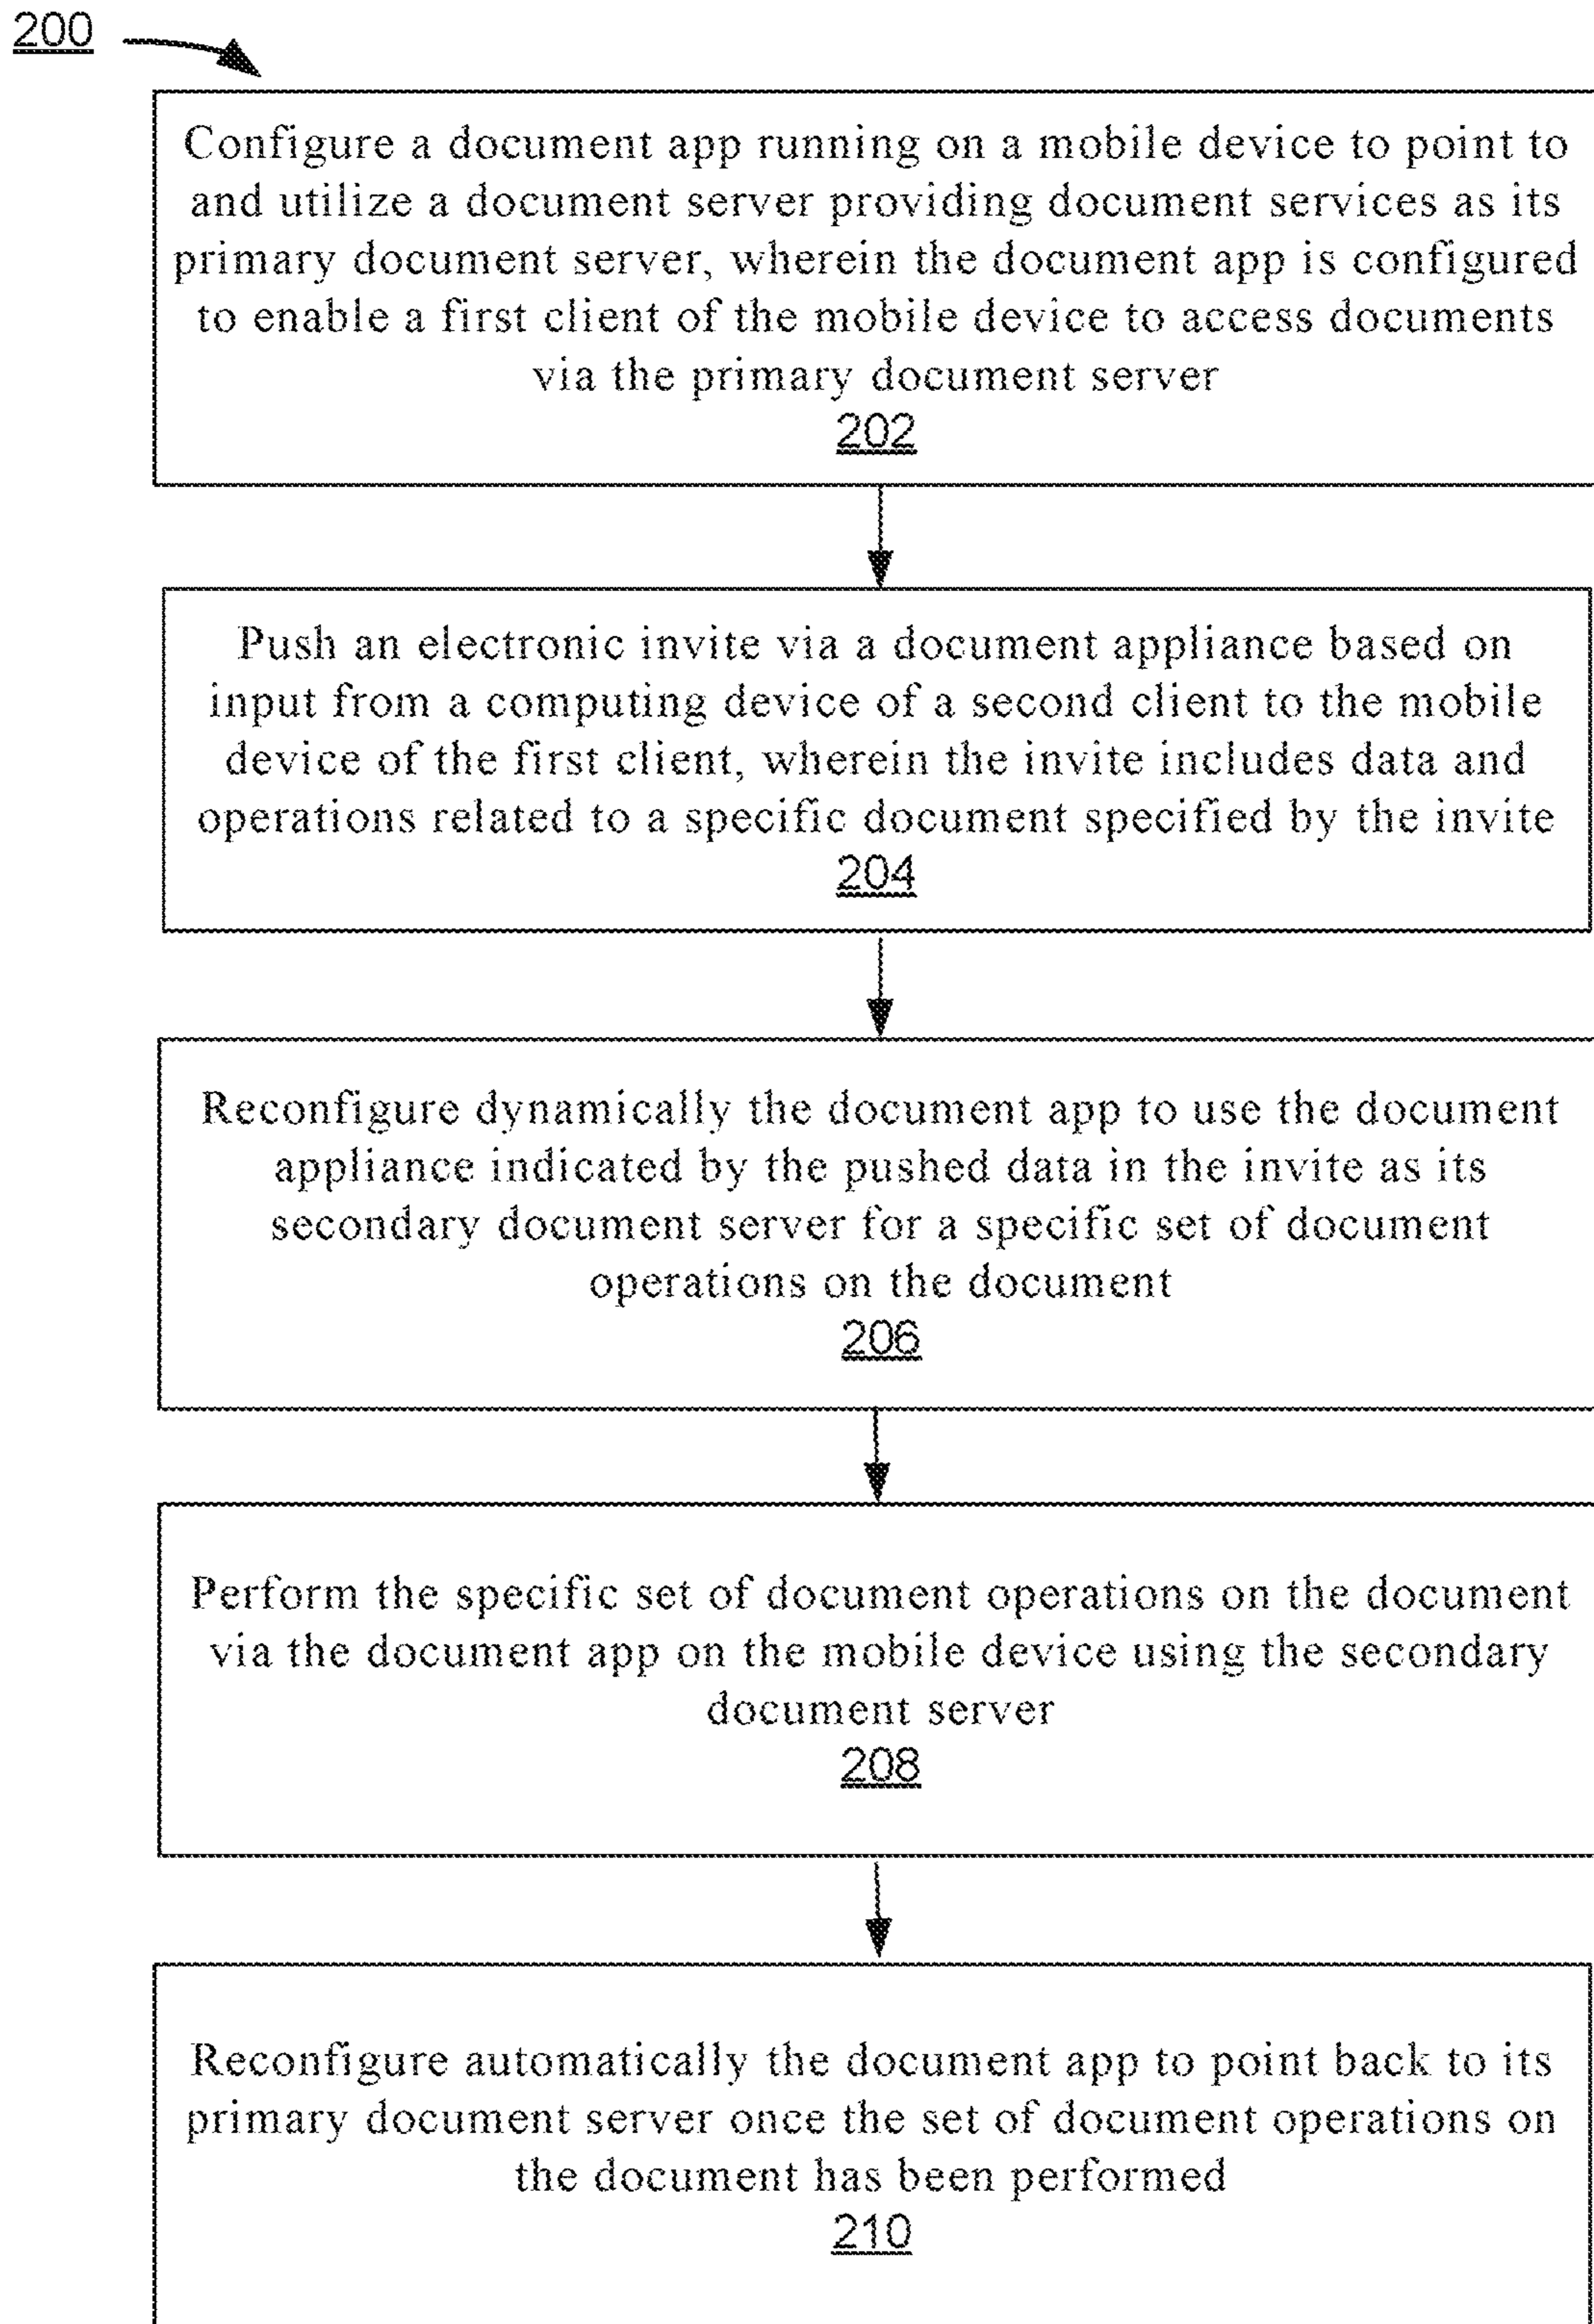 200
Configure a document app running on a mobile device to point to
and utilize a document server providing document services as its
primary document server, wherein the document app is configured
to enable a first client of the mobile device to access documents
via the primary document server
202
Push an electronic invite via a document appliance based on
input from a computing device of a second client to the mobile
device of the first client, wherein the invite includes data and
operations related to a specific document specified by the invite
204
Reconfigure dynamically the document app to use the document
appliance indicated by the pushed data in the invite as its
secondary document server for a specific set of document
operations on the document
206
Perform the specific set of document operations on the document
via the document app on the mobile device using the secondary
document server
208
Reconfigure automatically the document app to point back to its
primary document server once the set of document operations on
the document has been performed
210